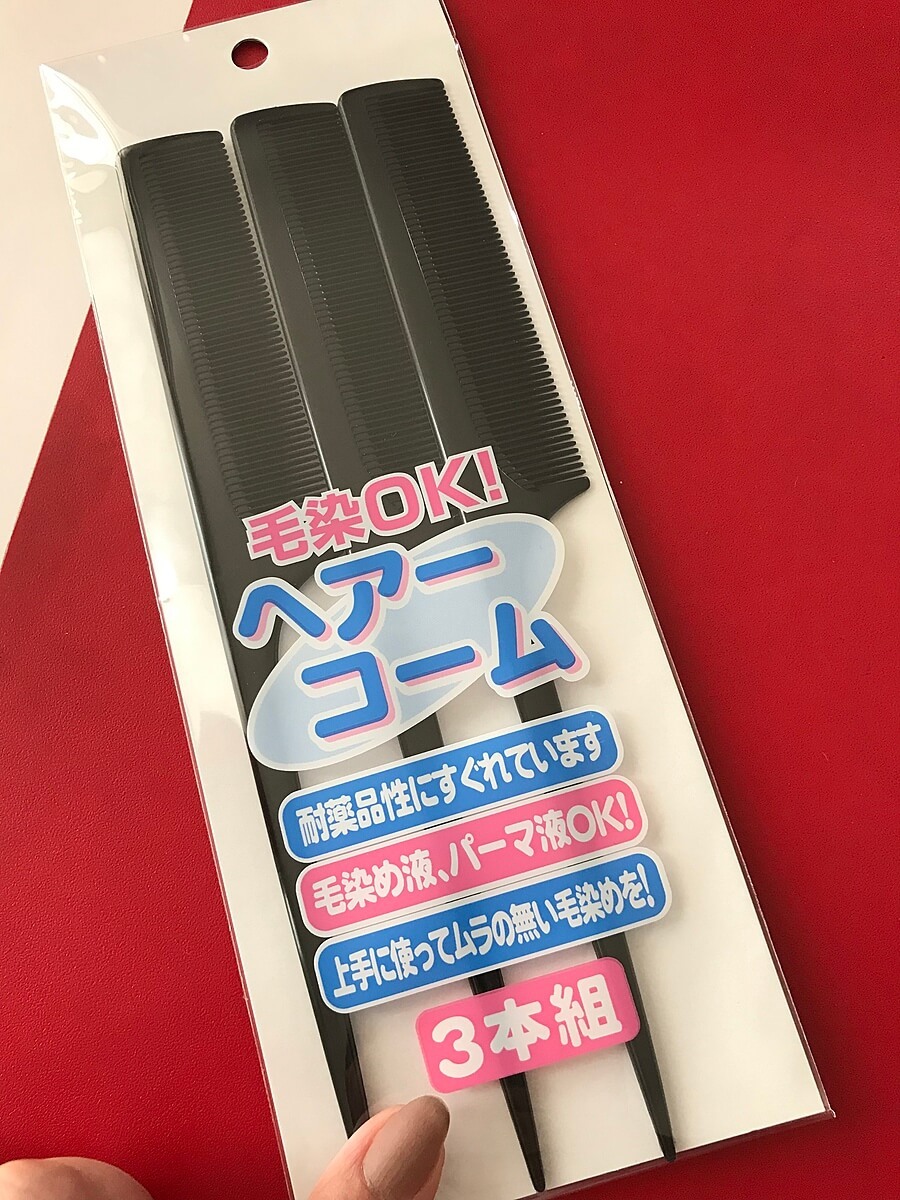 毛染OK!
ヘアー
コーム
耐薬品性にすぐれています
毛染め液、パーマ液OK!
上手に使ってムラの無い毛染めを!
3本組